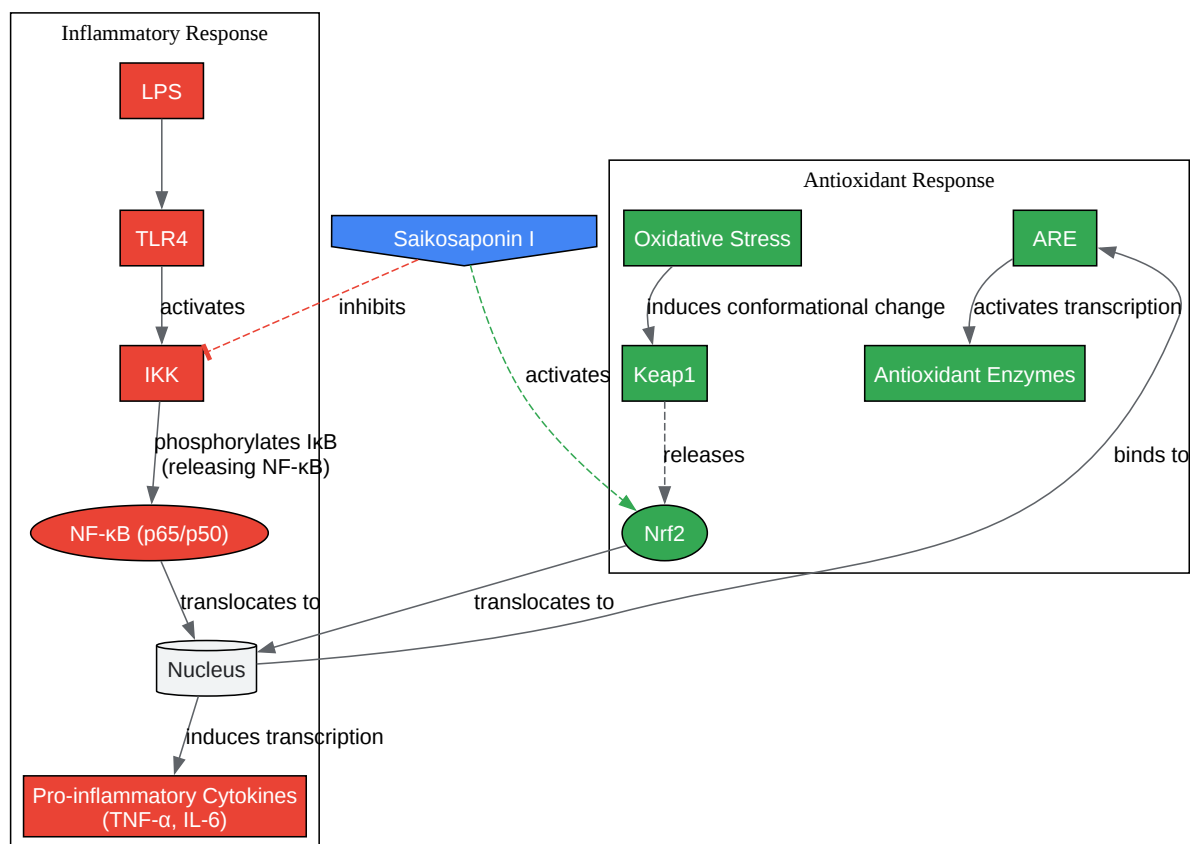 Inflammatory Response
LPS
TLR4
activates
IKK
phosphorylates IκB
(releasing NF-κB)
NF-κB (p65/p50)
translocates to
Nucleus
induces transcription
Pro-inflammatory Cytokines
(TNF-α, IL-6)
Saikosaponin I
inhibits
activates
Antioxidant Response
Oxidative Stress
induces conformational change
Keap1
releases
Nrf2
translocates to
ARE
activates transcription
Antioxidant Enzymes
binds to